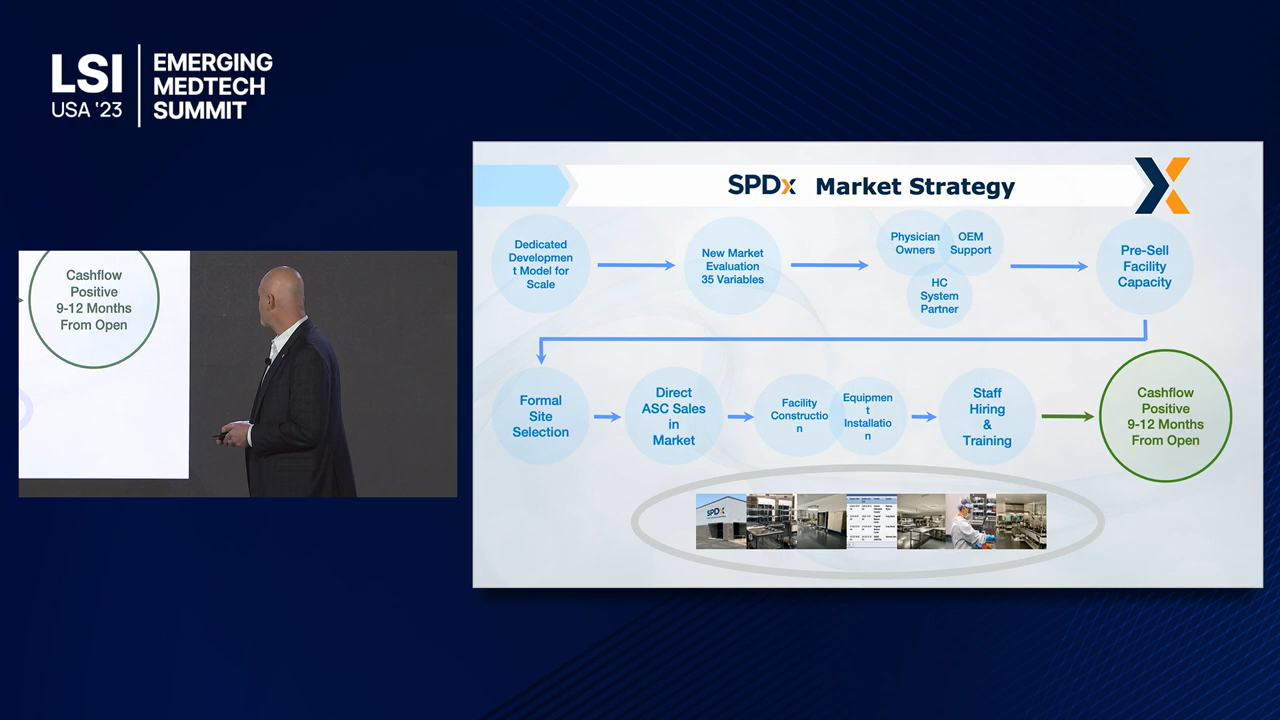 LSI
USA '23
EMERGING
MEDTECH
SUMMIT
SPDx Market Strategy
Dedicated
Developmen
t Model for
Scale
New Market
Evaluation
35 Variables
Physician
Owners
OEM
Support
HC
System
Partner
Pre-Sell
Facility
Capacity
Formal
Site
Selection
Direct
ASC Sales
in
Market
Facility
Constructio
n
Equipmen
t
Installatio
n
Staff
Hiring
&
Training
Cashflow
Positive
9-12 Months
From Open
SPDX
Cashflow
Positive
9-12 Months
From Open